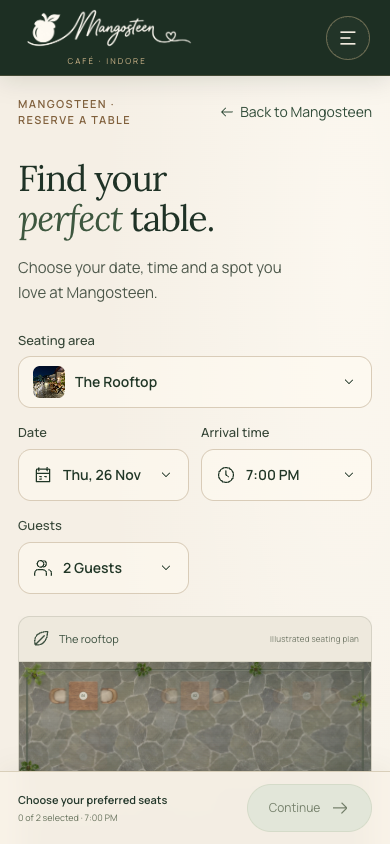 Mangosteen
CAFÉ · INDORE
MANGOSTEEN ·
RESERVE A TABLE
← Back to Mangosteen
Find your
perfect table.
Choose your date, time and a spot you
love at Mangosteen.
Seating area
The Rooftop
Date
Arrival time
Thu, 26 Nov
7:00 PM
Guests
2 Guests
The rooftop
Illustrated seating plan
Choose your preferred seats
0 of 2 selected · 7:00 PM
Continue →